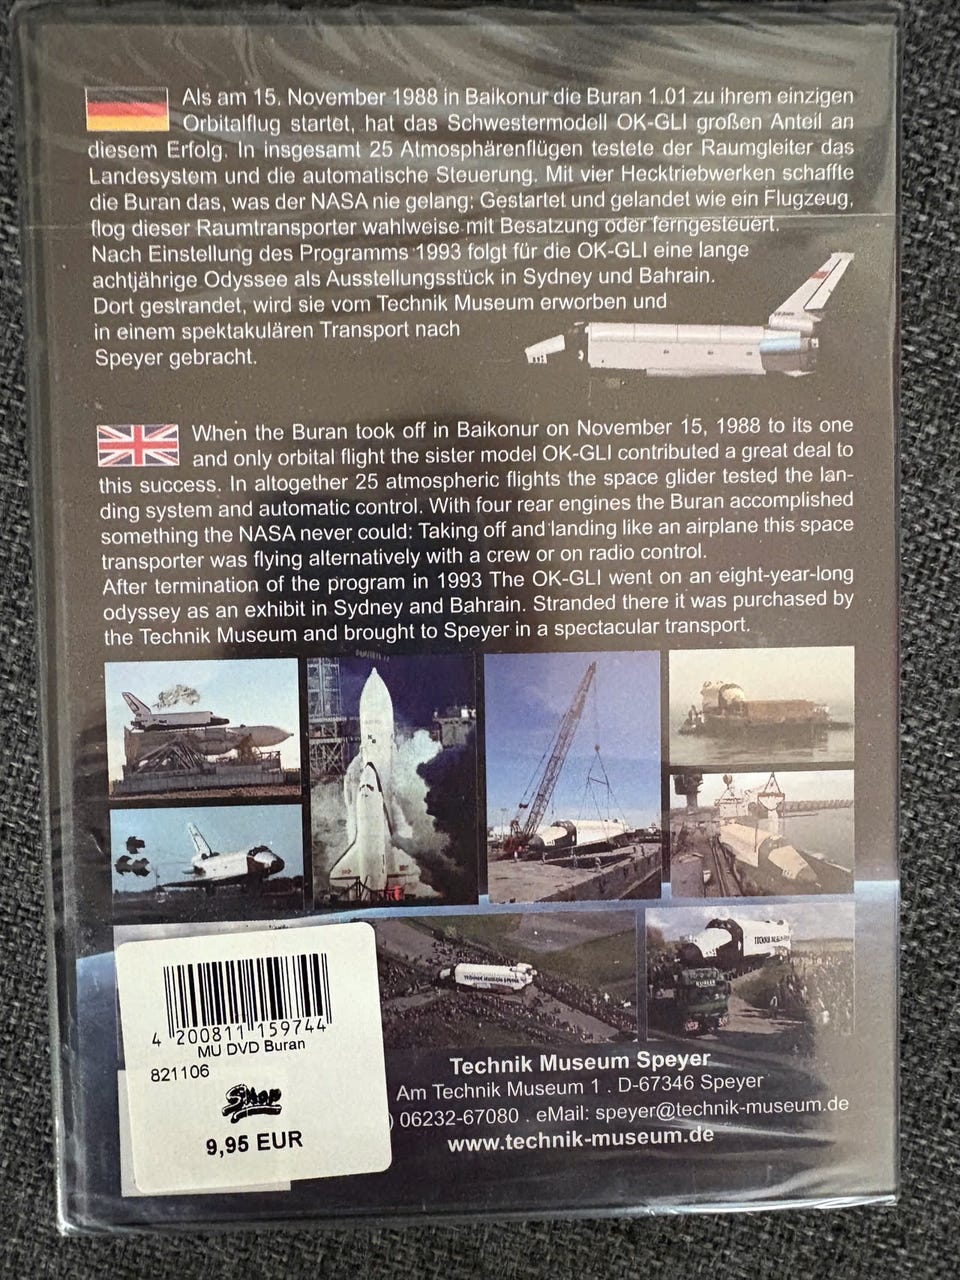 Als am 15. November 1988 in Baikonur die Buran 1.01 zu ihrem einzigen
Orbitalflug startet, hat das Schwestermodell OK-GLI großen Anteil an
diesem Erfolg. In insgesamt 25 Atmosphärenflügen testete der Raumgleiter das
Landesystem und die automatische Steuerung. Mit vier Hecktriebwerken schaffte
die Buran das, was der NASA nie gelang: Gestartet und gelandet wie ein Flugzeug,
flog dieser Raumtransporter wahlweise mit Besatzung oder ferngesteuert.
Nach Einstellung des Programms 1993 folgt für die OK-GLI eine lange
achtjährige Odyssee als Ausstellungsstück in Sydney und Bahrain.
Dort gestrandet, wird sie vom Technik Museum erworben und
in einem spektakulären Transport nach
Speyer gebracht.
When the Buran took off in Baikonur on November 15, 1988 to its one
and only orbital flight the sister model OK-GLI contributed a great deal to
this success. In altogether 25 atmospheric flights the space glider tested the lan-
ding system and automatic control. With four rear engines the Buran accomplished
something the NASA never could: Taking off and landing like an airplane this space
transporter was flying alternatively with a crew or on radio control.
After termination of the program in 1993 The OK-GLI went on an eight-year-long
odyssey as an exhibit in Sydney and Bahrain. Stranded there it was purchased by
the Technik Museum and brought to Speyer in a spectacular transport.
TECHNIK MUSEUM SPEYER
TECHNIK MUSEUM
4 200811 159744
MU DVD Buran
821106
Shop
9,95 EUR
Technik Museum Speyer
Am Technik Museum 1 . D-67346 Speyer
) 06232-67080 . eMail: speyer@technik-museum.de
www.technik-museum.de